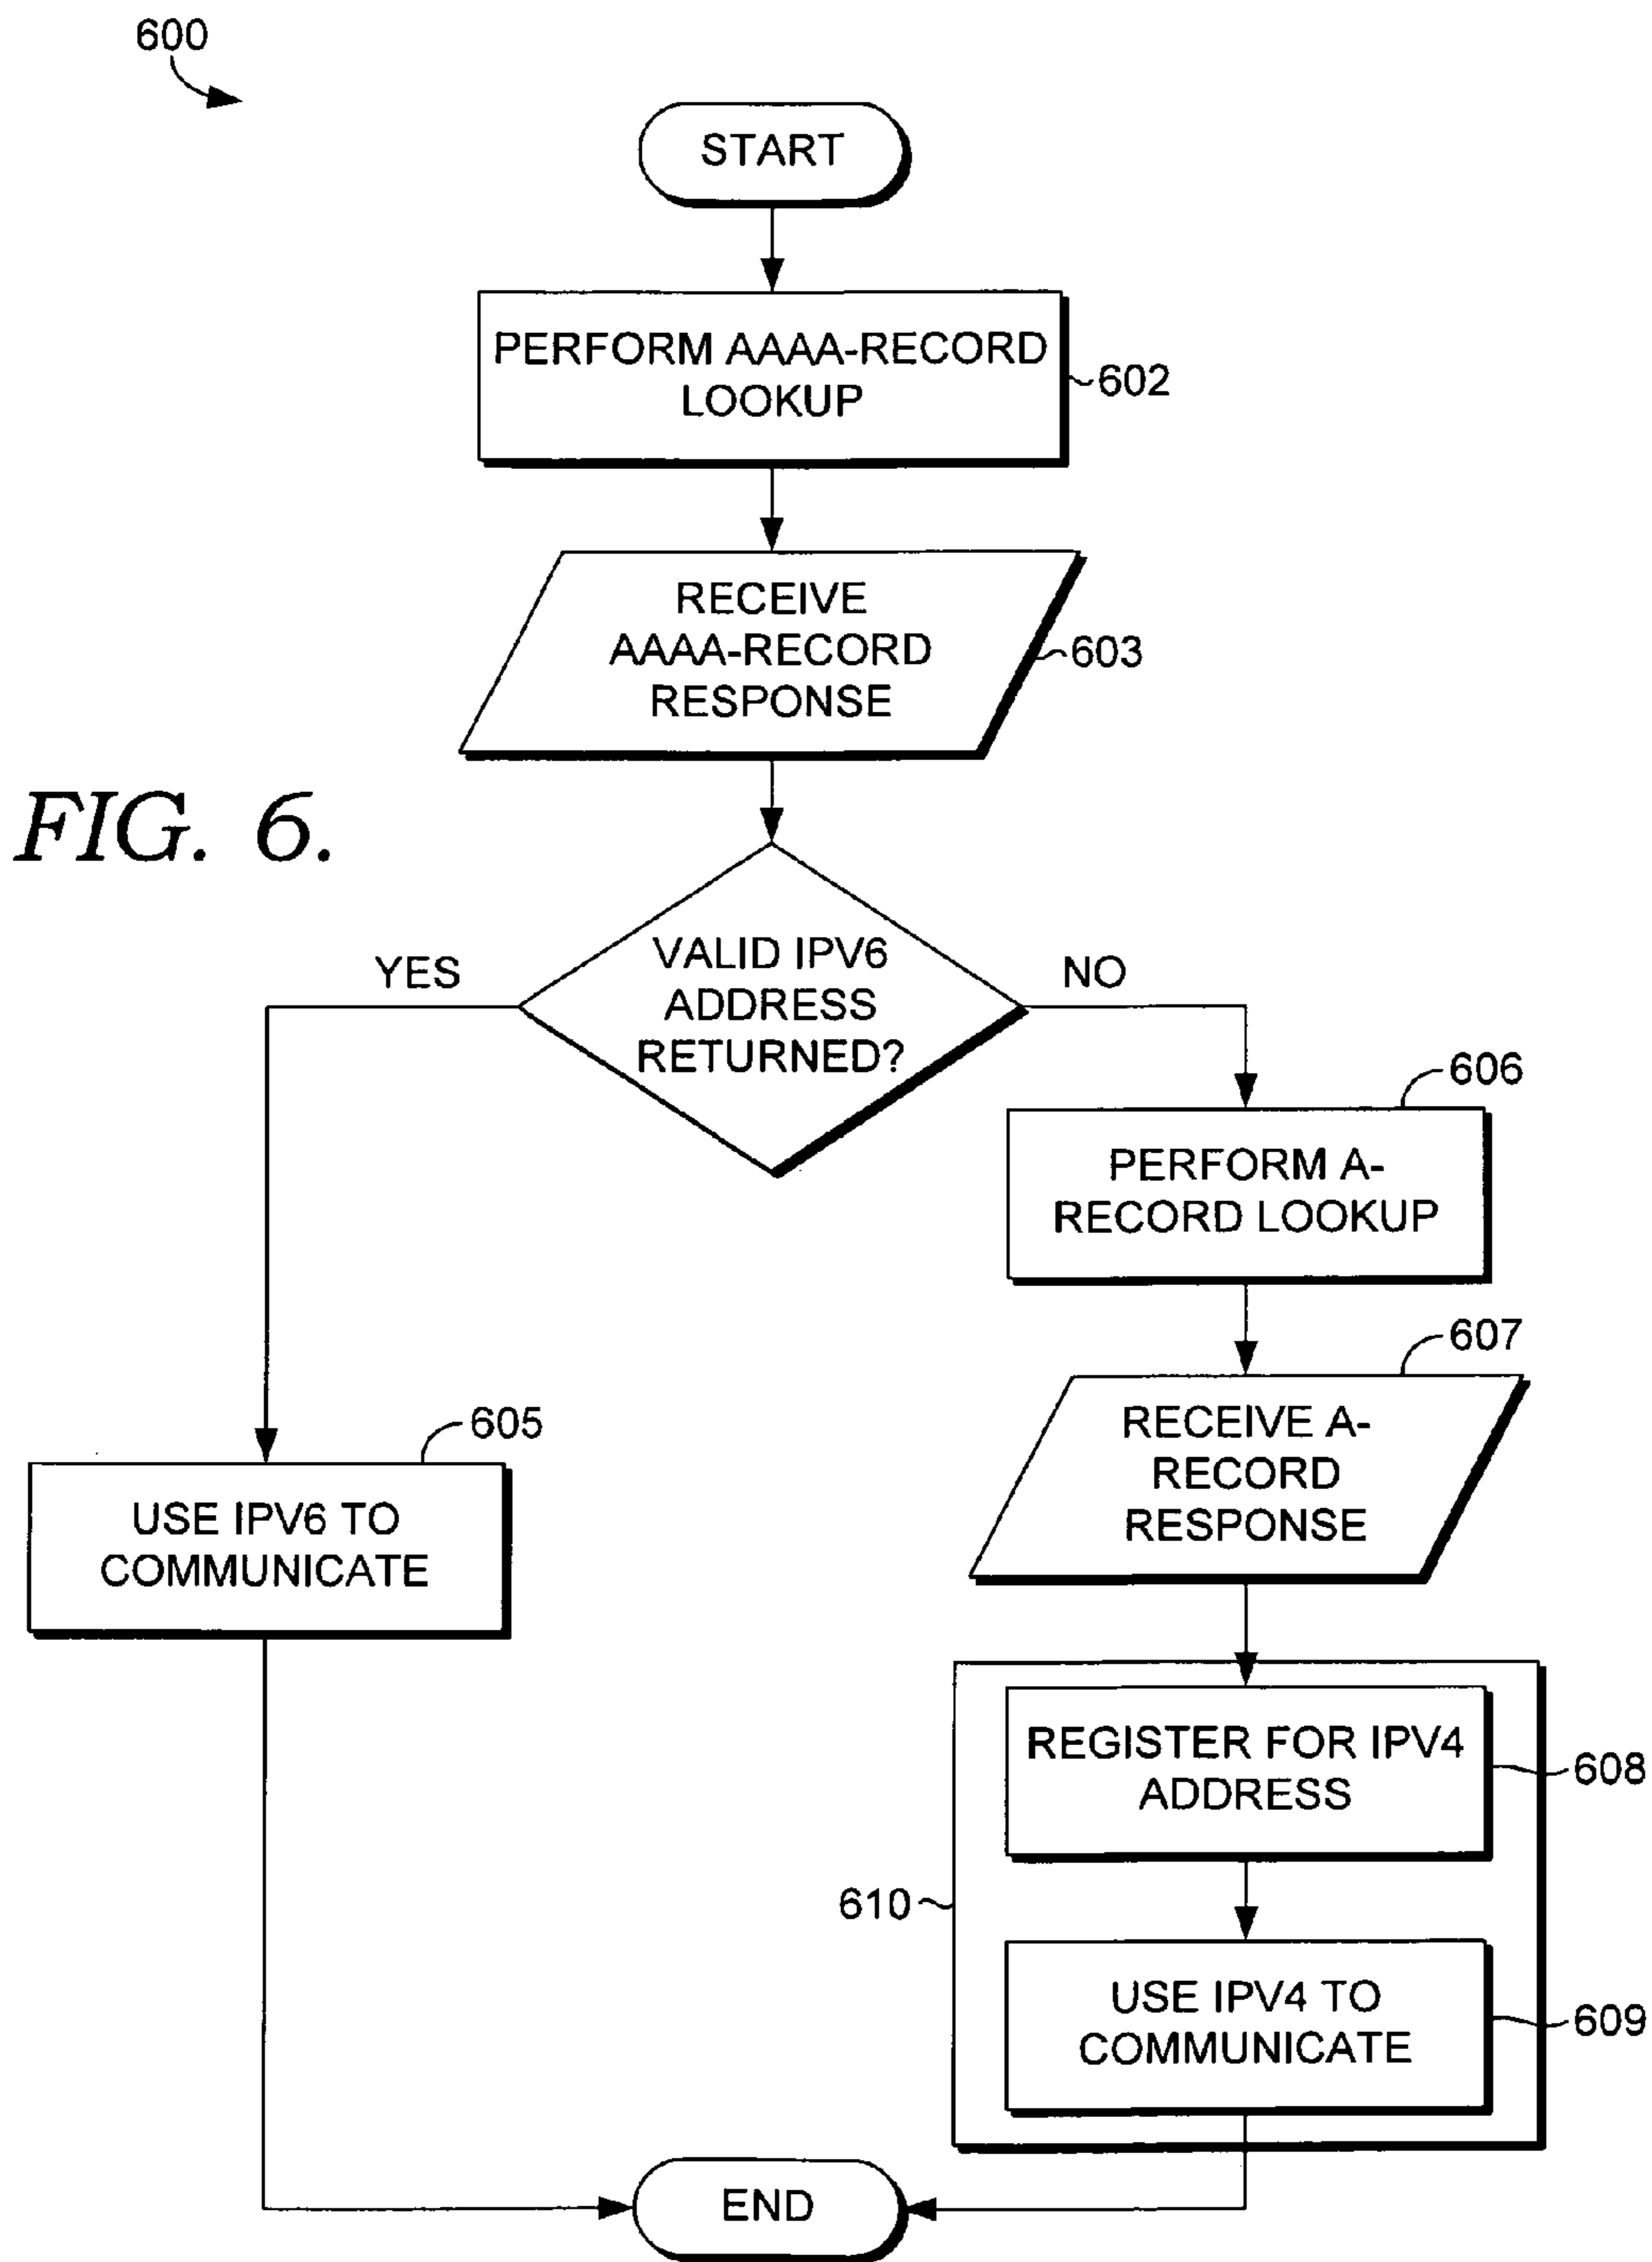 600
START
PERFORM AAAA-RECORD
LOOKUP
602
RECEIVE
AAAA-RECORD
RESPONSE
603
FIG. 6.
VALID IPV6
ADDRESS
RETURNED?
YES
NO
606
PERFORM A-
RECORD LOOKUP
607
RECEIVE A-
RECORD
RESPONSE
605
USE IPV6 TO
COMMUNICATE
REGISTER FOR IPV4
ADDRESS
608
610
USE IPV4 TO
COMMUNICATE
609
END